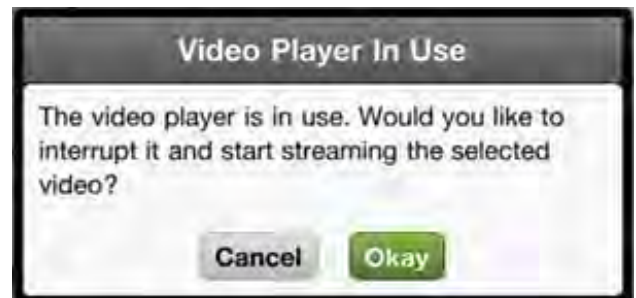 Video Player In Use
The video player is in use. Would you like to
interrupt it and start streaming the selected
video?
Cancel Okay